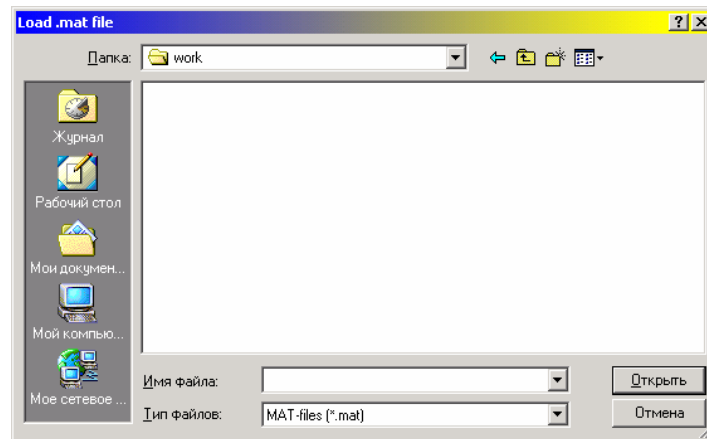 Load .mat file
Папка: work
Журнал
Рабочий стол
Мои докумен...
Мой компью...
Мое сетевое ...
Имя файла:
Открыть
Тип файлов: MAT-files (*.mat)
Отмена